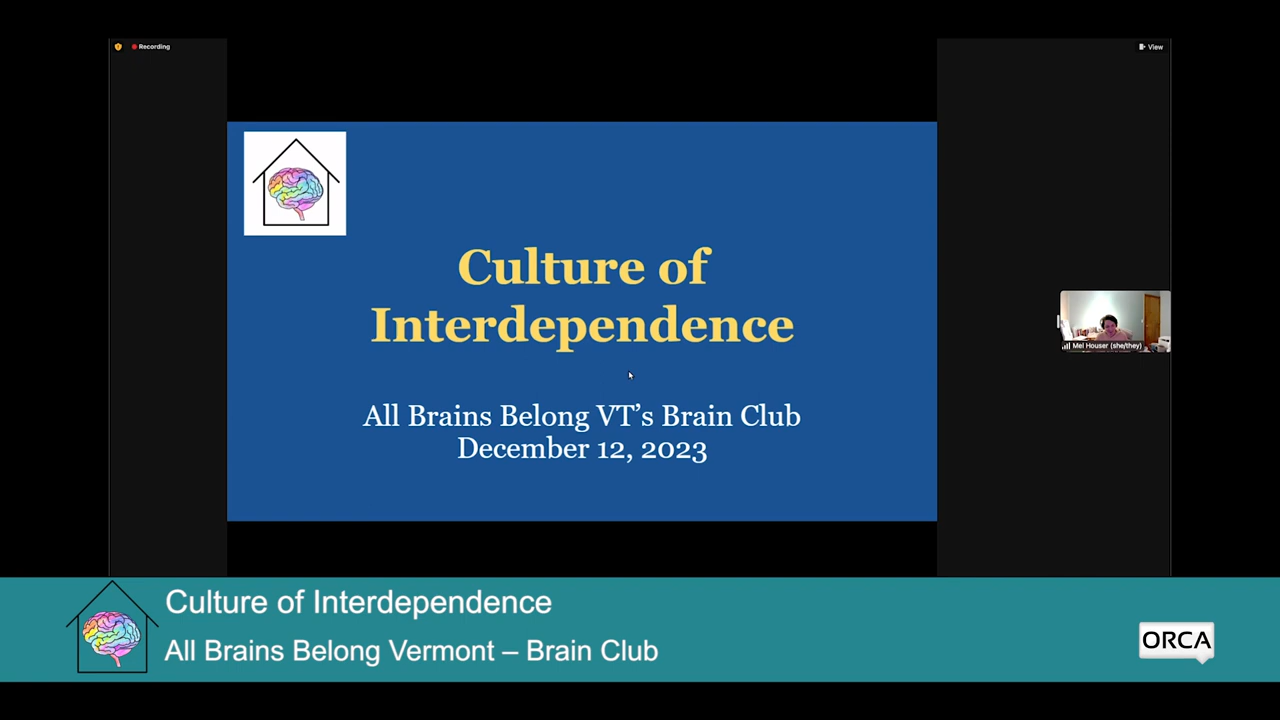 Recording
View
Culture of
Interdependence
All Brains Belong VT’s Brain Club
December 12, 2023
Mel Houser (she/they)
Culture of Interdependence
All Brains Belong Vermont – Brain Club
ORCA